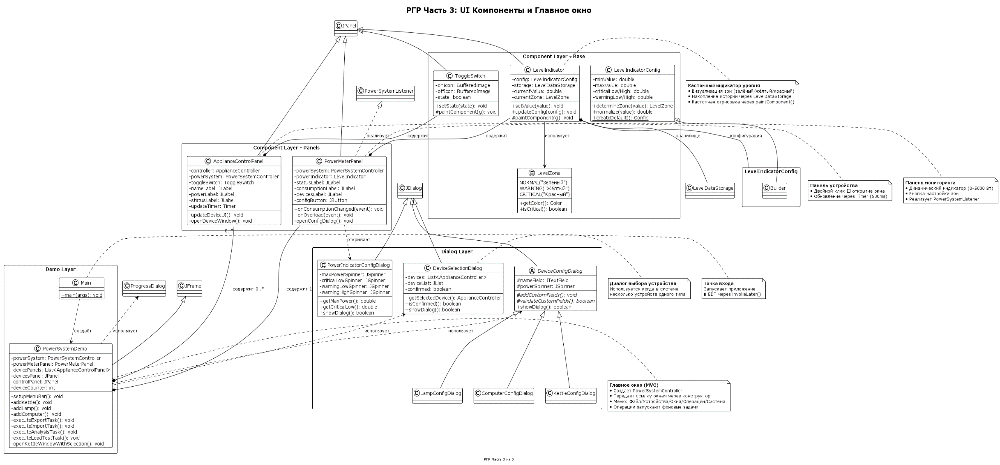 РГР Часть 3: UI Компоненты и Главное окно
C JPanel
Component Layer - Base
C ToggleSwitch
-onIcon: BufferedImage
-offIcon: BufferedImage
-state: boolean
+setState(state): void
#paintComponent(g): void
C LevelIndicator
-config: LevelIndicatorConfig
-storage: LevelDataStorage
-currentValue: double
-currentZone: LevelZone
+setValue(value): void
+updateConfig(config): void
#paintComponent(g): void
C LevelIndicatorConfig
-minValue: double
-maxValue: double
-criticalLow/High: double
-warningLow/High: double
+determineZone(value): LevelZone
+normalize(value): double
+createDefault(): Config
Кастомный индикатор уровня
• Визуализация зон (зелёный/жёлтый/красный)
• Накопление истории через LevelDataStorage
• Кастомная отрисовка через paintComponent()
C PowerSystemListener
реализует
содержит
содержит
использует
хранилище
конфигурация
Component Layer - Panels
C ApplianceControlPanel
-controller: ApplianceController
-powerSystem: PowerSystemController
-toggleSwitch: ToggleSwitch
-nameLabel: JLabel
-powerLabel: JLabel
-statusLabel: JLabel
-updateTimer: Timer
-updateDeviceUI(): void
-openDeviceWindow(): void
C PowerMeterPanel
-powerSystem: PowerSystemController
-powerIndicator: LevelIndicator
-statusLabel: JLabel
-consumptionLabel: JLabel
-devicesLabel: JLabel
-configButton: JButton
+onConsumptionChanged(event): void
+onOverload(event): void
-openConfigDialog(): void
C JDialog
E LevelZone
NORMAL("Зелёный")
WARNING("Жёлтый")
CRITICAL("Красный")
+getColor(): Color
+isCritical(): boolean
C LevelDataStorage
LevelIndicatorConfig
C Builder
Панель устройства
• Двойной клик □ открытие окна
• Обновление через Timer (500ms)
Панель мониторинга
• Динамический индикатор (0-5000 Вт)
• Кнопка настройки зон
• Реализует PowerSystemListener
0..*
открывает
Dialog Layer
C PowerIndicatorConfigDialog
-maxPowerSpinner: JSpinner
-criticalLowSpinner: JSpinner
-warningLowSpinner: JSpinner
-warningHighSpinner: JSpinner
+getMaxPower(): double
+getCriticalLow(): double
+showDialog(): boolean
C DeviceSelectionDialog
-devices: List<ApplianceController>
-deviceList: JList
-confirmed: boolean
+getSelectedDevice(): ApplianceController
+isConfirmed(): boolean
+showDialog(): boolean
A DeviceConfigDialog
#nameField: JTextField
#powerSpinner: JSpinner
#addCustomFields(): void
#validateCustomFields(): boolean
+showDialog(): boolean
Диалог выбора устройства
Используется когда в системе
несколько устройств одного типа
Точка входа
Запускает приложение
в EDT через invokeLater()
Demo Layer
C Main
+main(args): void
C ProgressDialog
C JFrame
содержит 0..*
содержит 1
создаёт
использует
использует
использует
C PowerSystemDemo
-powerSystem: PowerSystemController
-powerMeterPanel: PowerMeterPanel
-devicePanels: List<ApplianceControlPanel>
-devicesPanel: JPanel
-controlPanel: JPanel
-deviceCounter: int
-setupMenuBar(): void
-addKettle(): void
-addLamp(): void
-addComputer(): void
-executeExportTask(): void
-executeImportTask(): void
-executeAnalysisTask(): void
-executeLoadTestTask(): void
-openKettleWindowWithSelection(): void
C LampConfigDialog
C ComputerConfigDialog
C KettleConfigDialog
Главное окно (MVC)
• Создает PowerSystemController
• Передает ссылку окнам через конструктор
• Меню: Файл/Устройства/Окна/Операции/Система
• Операции запускают фоновые задачи
РГР Часть 3 из 5